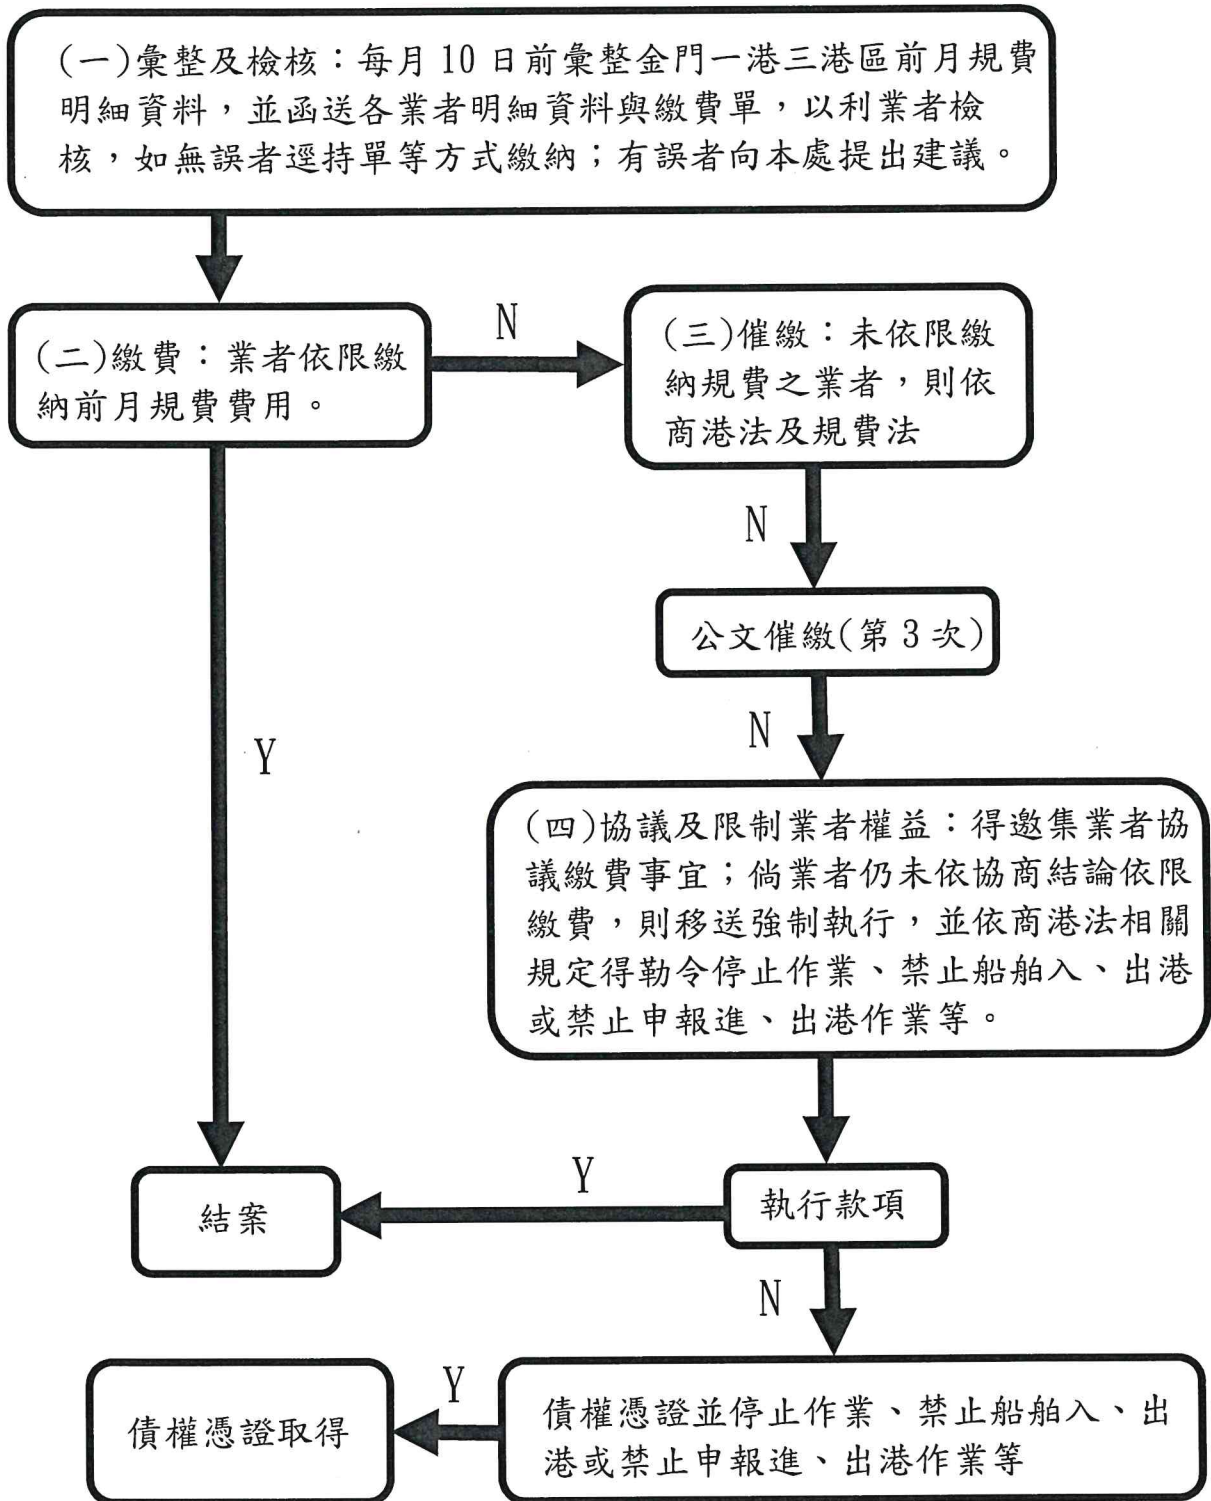 (一)彙整及檢核：每月 10 日前彙整金門一港三港區前月規費
明細資料，並函送各業者明細資料與繳費單，以利業者檢
核，如無誤者逕持單等方式繳納；有誤者向本處提出建議。
(二)繳費：業者依限繳
納前月規費費用。
N
(三)催繳：未依限繳
納規費之業者，則依
商港法及規費法
N
公文催繳(第 3 次)
N
Y
(四)協議及限制業者權益：得邀集業者協
議繳費事宜；倘業者仍未依協商結論依限
繳費，則移送強制執行，並依商港法相關
規定得勒令停止作業、禁止船舶入、出港
或禁止申報進、出港作業等。
結案
Y
執行款項
N
債權憑證取得
Y
債權憑證並停止作業、禁止船舶入、出
港或禁止申報進、出港作業等